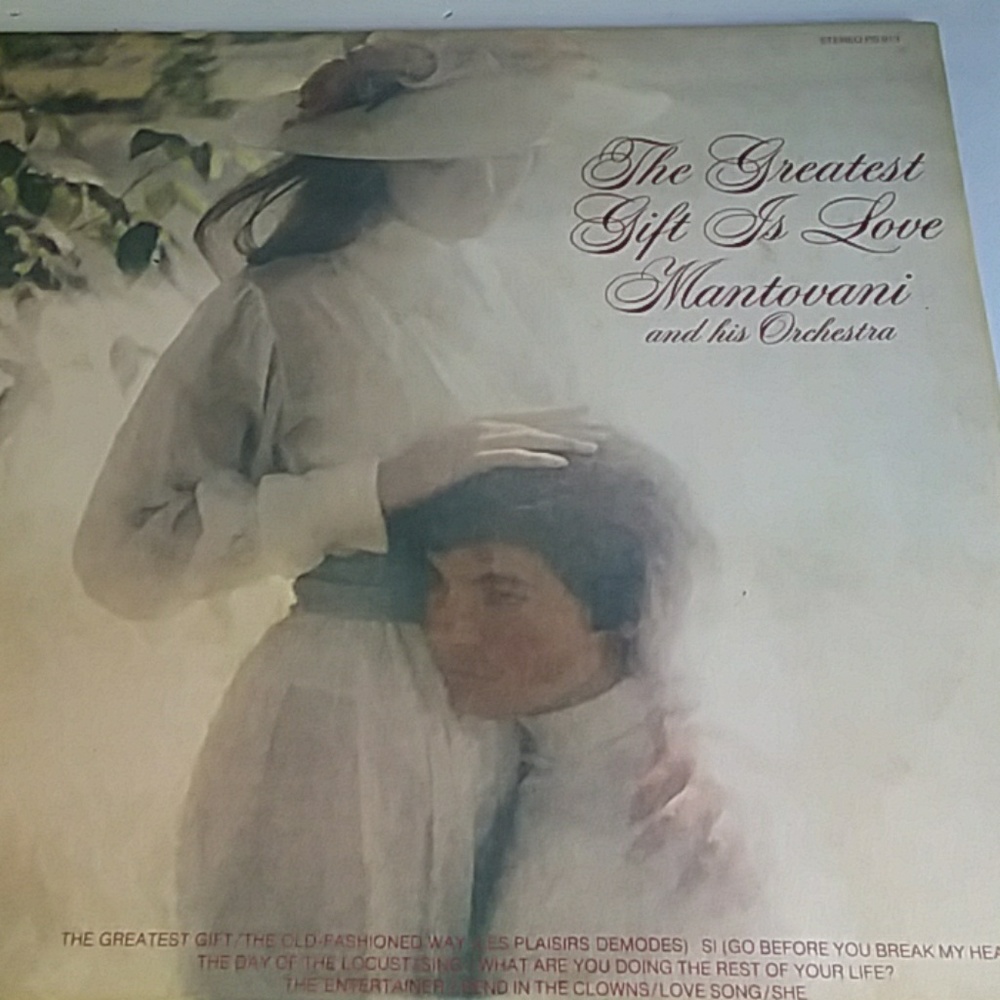 STEREO PS 913
The Greatest
Gift Is Love
Mantovani
and his Orchestra
THE GREATEST GIFT/THE OLD-FASHIONED WAY (LES PLAISIRS DEMODES) SI (GO BEFORE YOU BREAK MY HEA
THE DAY OF THE LOCUST/SING/WHAT ARE YOU DOING THE REST OF YOUR LIFE?
THE ENTERTAINER/SEND IN THE CLOWNS/LOVE SONG/SHE